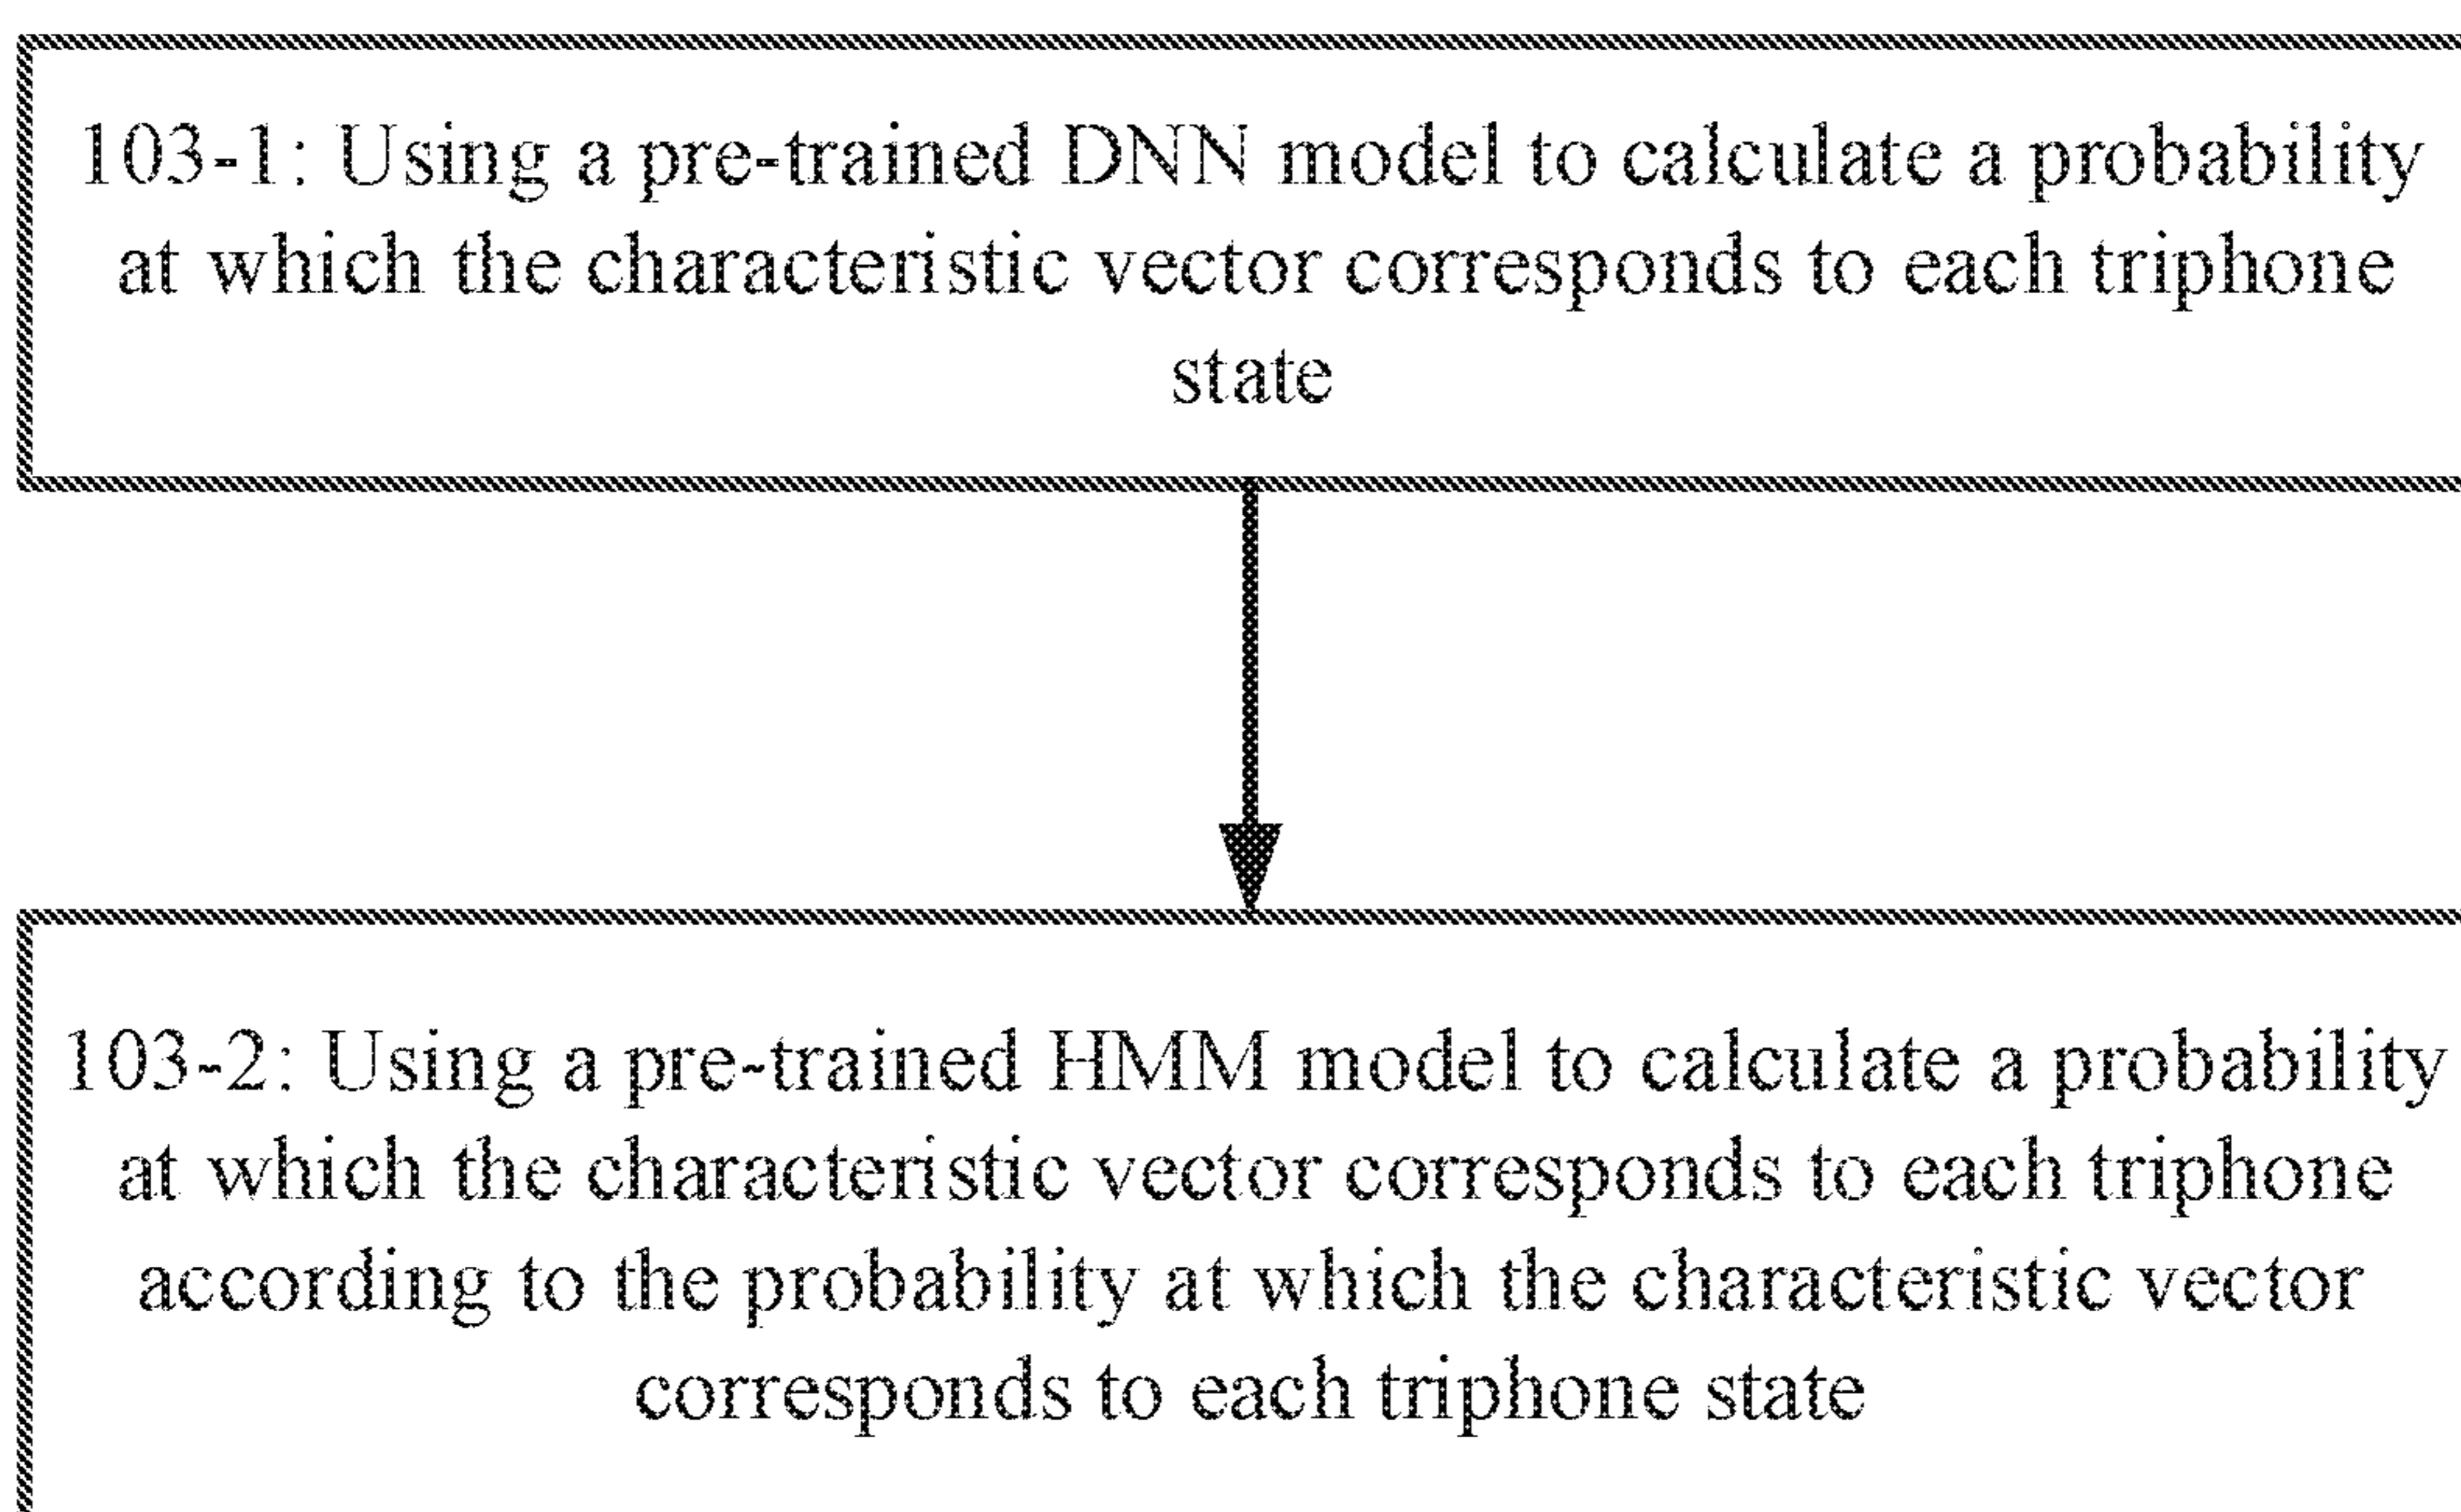 103-1: Using a pre-trained DNN model to calculate a probability
at which the characteristic vector corresponds to each triphone
state
103-2: Using a pre-trained HMM model to calculate a probability
at which the characteristic vector corresponds to each triphone
according to the probability at which the characteristic vector
corresponds to each triphone state